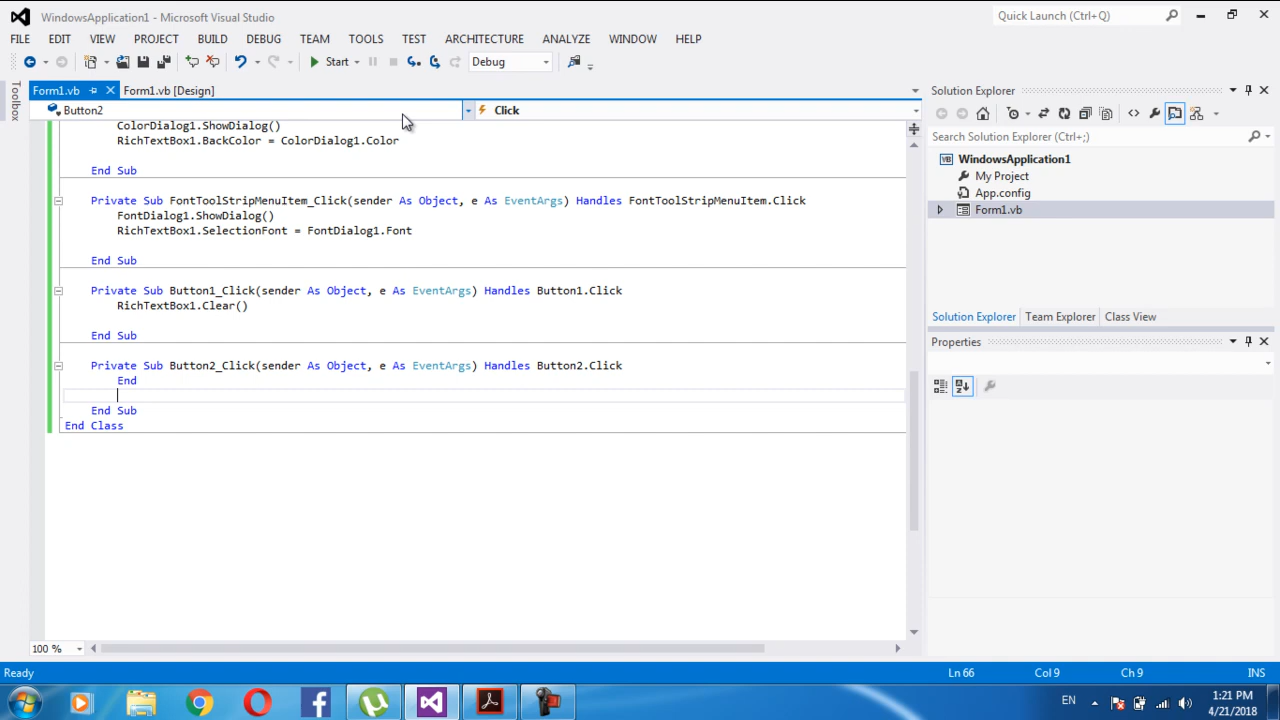 WindowsApplication1 - Microsoft Visual Studio
Quick Launch (Ctrl+Q)
FILE EDIT VIEW PROJECT BUILD DEBUG TEAM TOOLS TEST ARCHITECTURE ANALYZE WINDOW HELP
Start Debug
Toolbox
Form1.vb Form1.vb [Design]
Button2 Click
ColorDialog1.ShowDialog()
RichTextBox1.BackColor = ColorDialog1.Color
End Sub
Private Sub FontToolStripMenuItem_Click(sender As Object, e As EventArgs) Handles FontToolStripMenuItem.Click
FontDialog1.ShowDialog()
RichTextBox1.SelectionFont = FontDialog1.Font
End Sub
Private Sub Button1_Click(sender As Object, e As EventArgs) Handles Button1.Click
RichTextBox1.Clear()
End Sub
Private Sub Button2_Click(sender As Object, e As EventArgs) Handles Button2.Click
End
End Sub
End Class
100 %
Solution Explorer
Search Solution Explorer (Ctrl+;)
VB WindowsApplication1
My Project
App.config
Form1.vb
Solution Explorer Team Explorer Class View
Properties
Ready Ln 66 Col 9 Ch 9 INS
EN
1:21 PM
4/21/2018